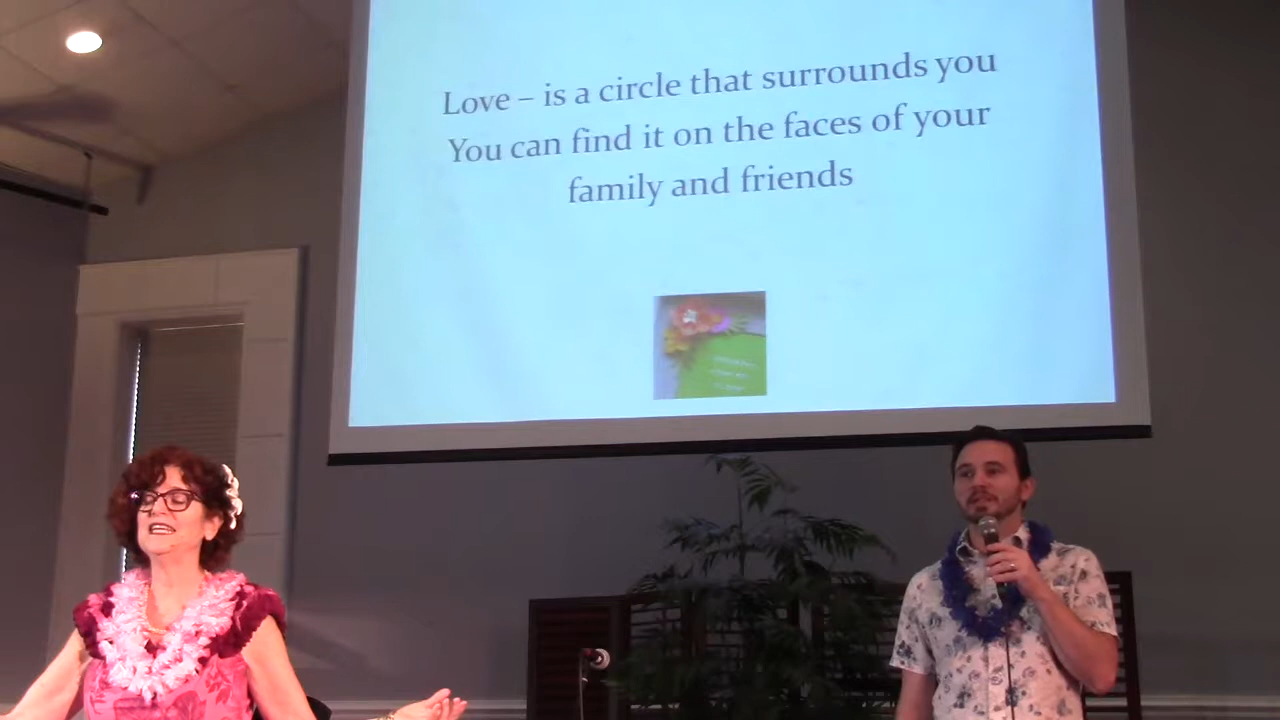 Love – is a circle that surrounds you
You can find it on the faces of your
family and friends